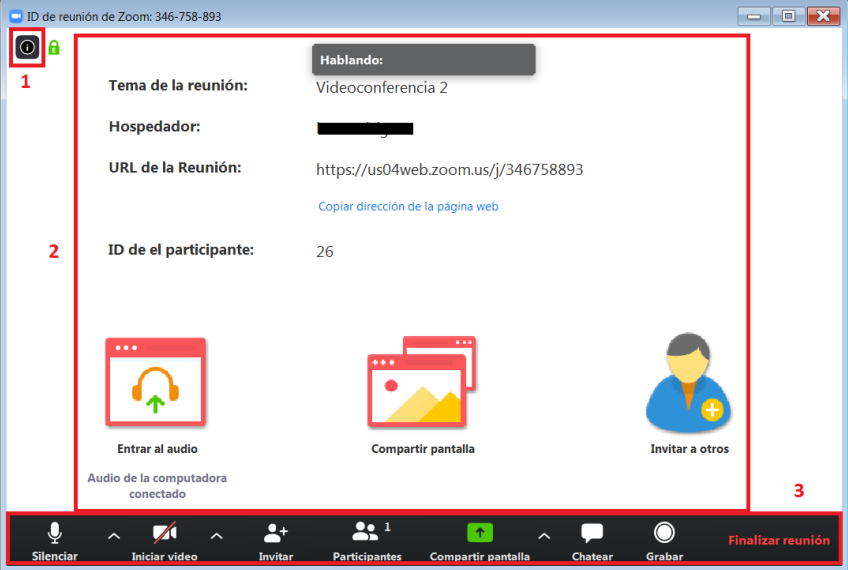 ID de reunión de Zoom: 346-758-893
1
Hablando:
Tema de la reunión: Videoconferencia 2
Hospedador:
URL de la Reunión: https://us04web.zoom.us/j/346758893
Copiar dirección de la página web
2
ID de el participante: 26
Entrar al audio
Compartir pantalla
Invitar a otros
Audio de la computadora
conectado
3
1
Silenciar
Iniciar video
Invitar
Participantes
Compartir pantalla
Chatear
Grabar
Finalizar reunión